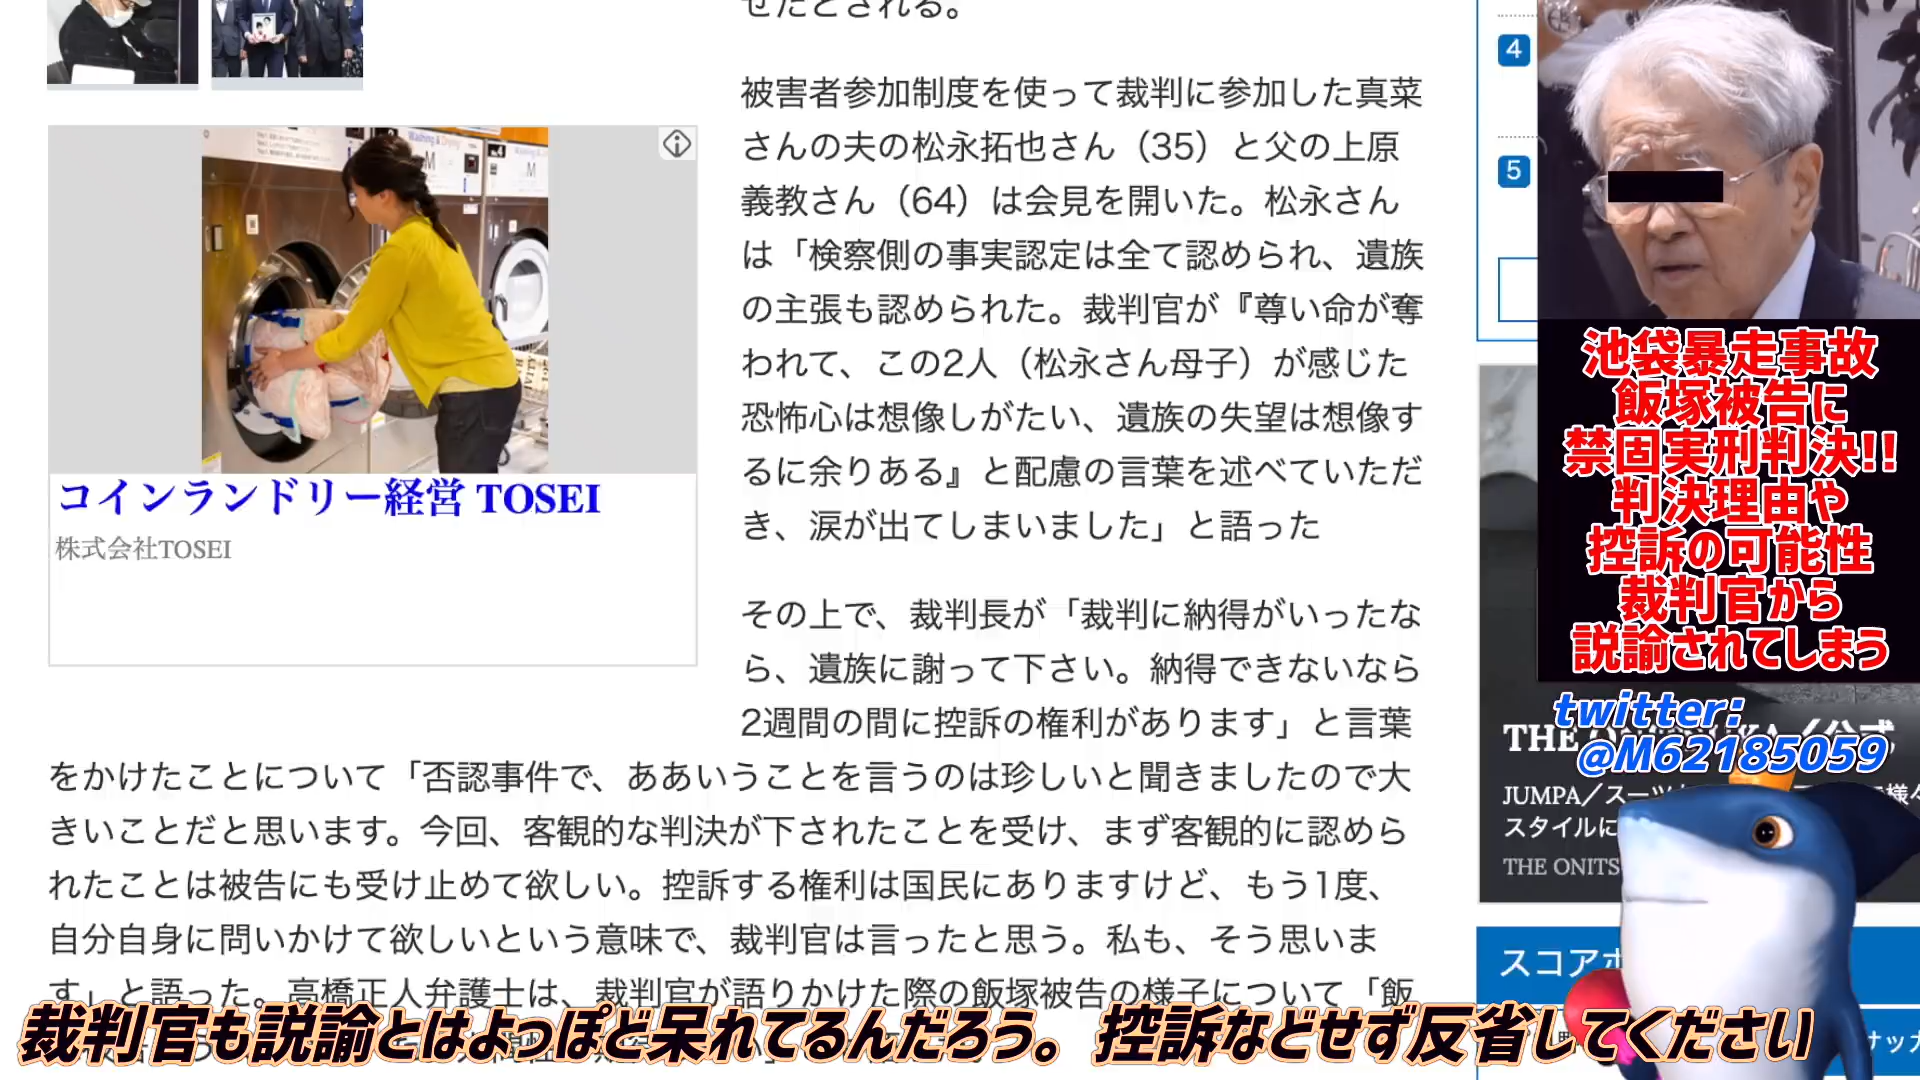 せたとされる。
被害者参加制度を使って裁判に参加した真菜
さんの夫の松永拓也さん（35）と父の上原
義教さん（64）は会見を開いた。松永さん
は「検察側の事実認定は全て認められ、遺族
の主張も認められた。裁判官が『尊い命が奪
われて、この2人（松永さん母子）が感じた
恐怖心は想像しがたい、遺族の失望は想像す
るに余りある』と配慮の言葉を述べていただ
き、涙が出てしまいました」と語った
その上で、裁判長が「裁判に納得がいったな
ら、遺族に謝って下さい。納得できないなら
2週間の間に控訴の権利があります」と言葉
をかけたことについて「否認事件で、ああいうことを言うのは珍しいと聞きましたので大
きいことだと思います。今回、客観的な判決が下されたことを受け、まず客観的に認めら
れたことは被告にも受け止めて欲しい。控訴する権利は国民にありますけど、もう1度、
自分自身に問いかけて欲しいという意味で、裁判官は言ったと思う。私も、そう思いま
す」と語った。高橋正人弁護士は、裁判官が語りかけた際の飯塚被告の様子について「飯
裁判官も説諭とはよっぽど呆れてるんだろう。控訴などせず反省してください
Washing & Drying
M
M
コインランドリー経営 TOSEI
株式会社TOSEI
4
5
池袋暴走事故
飯塚被告に
禁固実刑判決!!
判決理由や
控訴の可能性
裁判官から
説諭されてしまう
twitter:
@M62185059
THE
公式
JUMPA／スーツ
様々
スタイルに
THE ONITS
スコアボ
サッカ